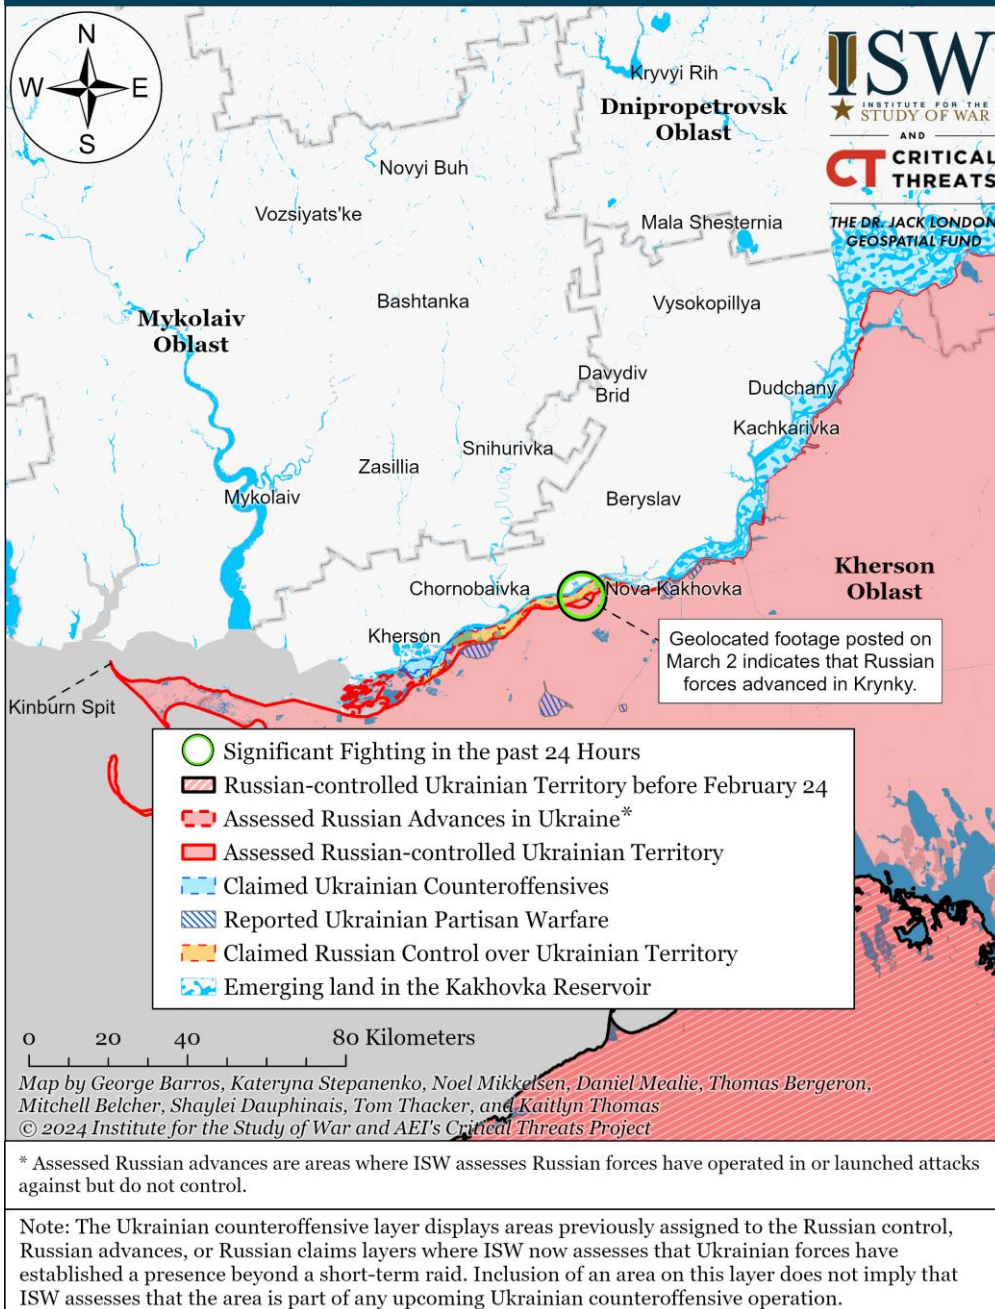 N
W
E
S
ISW
INSTITUTE FOR THE
STUDY OF WAR
AND
CT CRITICAL
THREATS
THE DR. JACK LONDON
GEOSPATIAL FUND
Kryvyi Rih
Dnipropetrovsk
Oblast
Novyi Buh
Vozsiyats'ke
Mala Shesternia
Bashtanka
Vysokopillya
Mykolaiv
Oblast
Davydiv
Brid
Dudchany
Kachkarivka
Snihurivka
Zasillia
Mykolaiv
Beryslav
Kherson
Oblast
Chornobaivka
Nova Kakhovka
Kherson
Geolocated footage posted on
March 2 indicates that Russian
forces advanced in Krynky.
Kinburn Spit
Significant Fighting in the past 24 Hours
Russian-controlled Ukrainian Territory before February 24
Assessed Russian Advances in Ukraine*
Assessed Russian-controlled Ukrainian Territory
Claimed Ukrainian Counteroffensives
Reported Ukrainian Partisan Warfare
Claimed Russian Control over Ukrainian Territory
Emerging land in the Kakhovka Reservoir
0 20 40 80 Kilometers
Map by George Barros, Kateryna Stepanenko, Noel Mikkelsen, Daniel Mealie, Thomas Bergeron,
Mitchell Belcher, Shaylei Dauphinais, Tom Thacker, and Kaitlyn Thomas
© 2024 Institute for the Study of War and AEI's Critical Threats Project
* Assessed Russian advances are areas where ISW assesses Russian forces have operated in or launched attacks
against but do not control.
Note: The Ukrainian counteroffensive layer displays areas previously assigned to the Russian control,
Russian advances, or Russian claims layers where ISW now assesses that Ukrainian forces have
established a presence beyond a short-term raid. Inclusion of an area on this layer does not imply that
ISW assesses that the area is part of any upcoming Ukrainian counteroffensive operation.